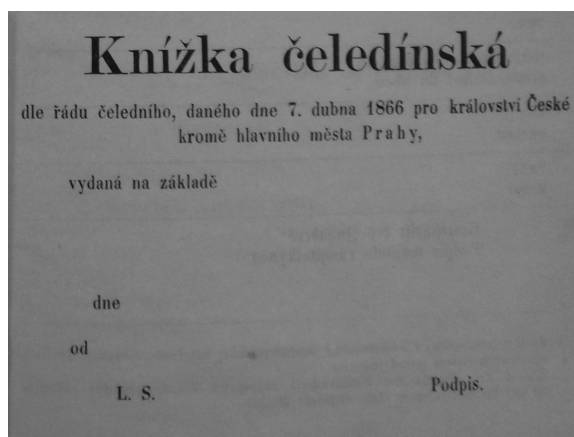 Knížka čeledínská
dle řádu čeledního, daného dne 7. dubna 1866 pro království České
kromě hlavního města Prahy,
vydaná na základě
dne
od
L. S.
Podpis.